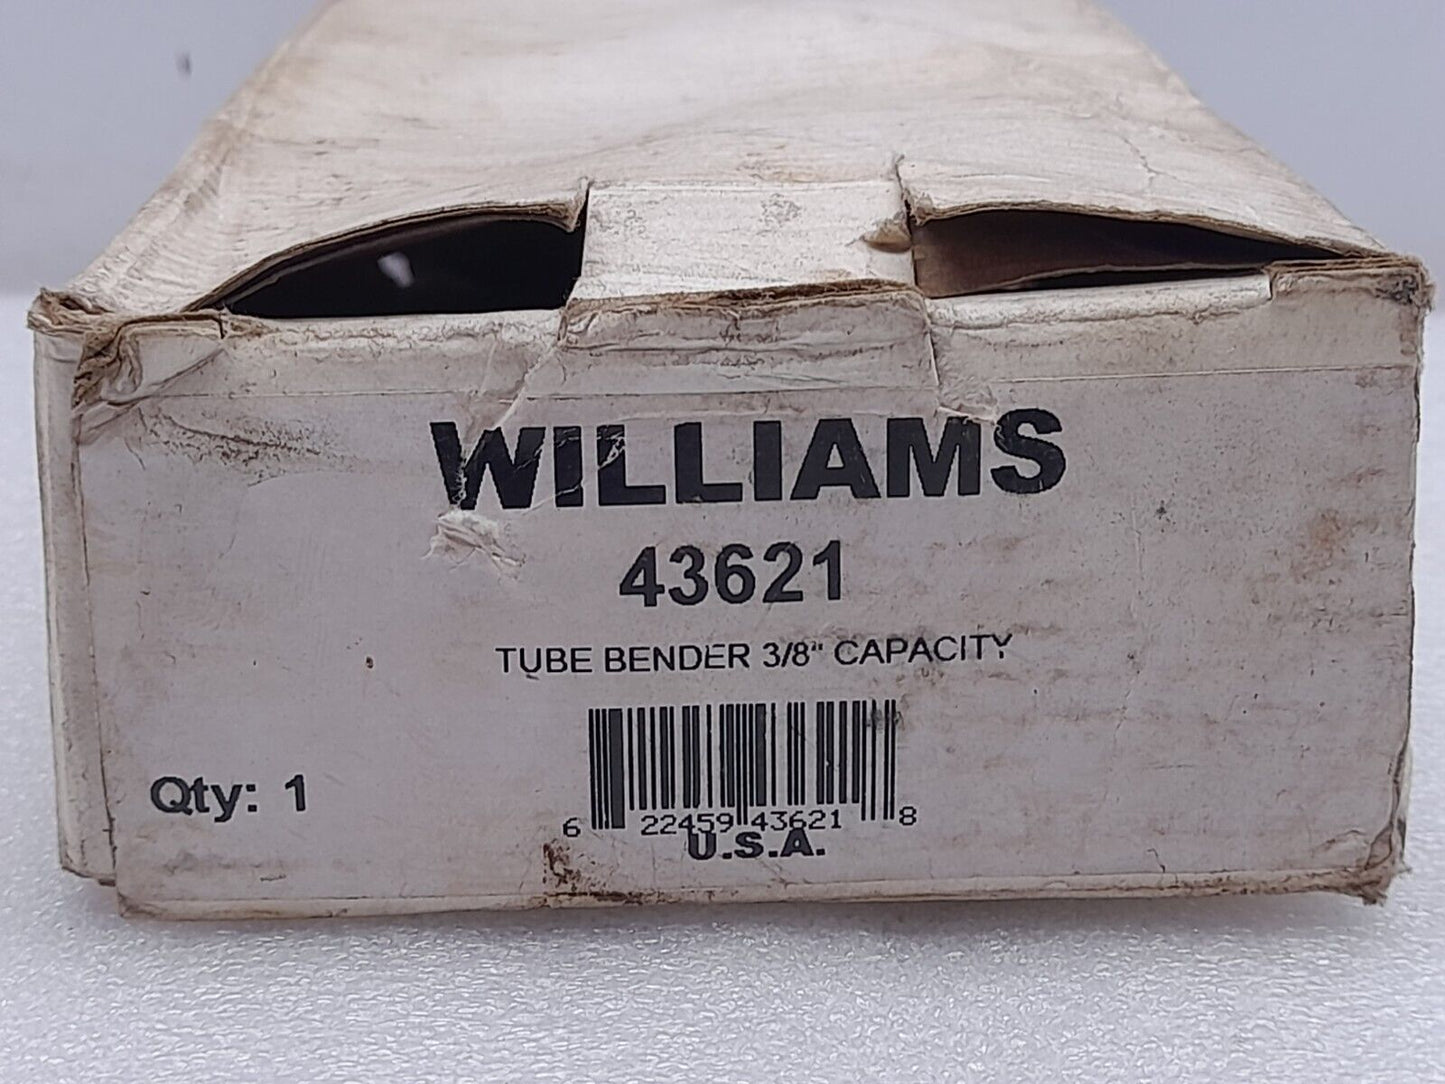 WILLIAMS
43621
TUBE BENDER 3/8" CAPACITY
Qty: 1
6 22459 43621 8
U.S.A.